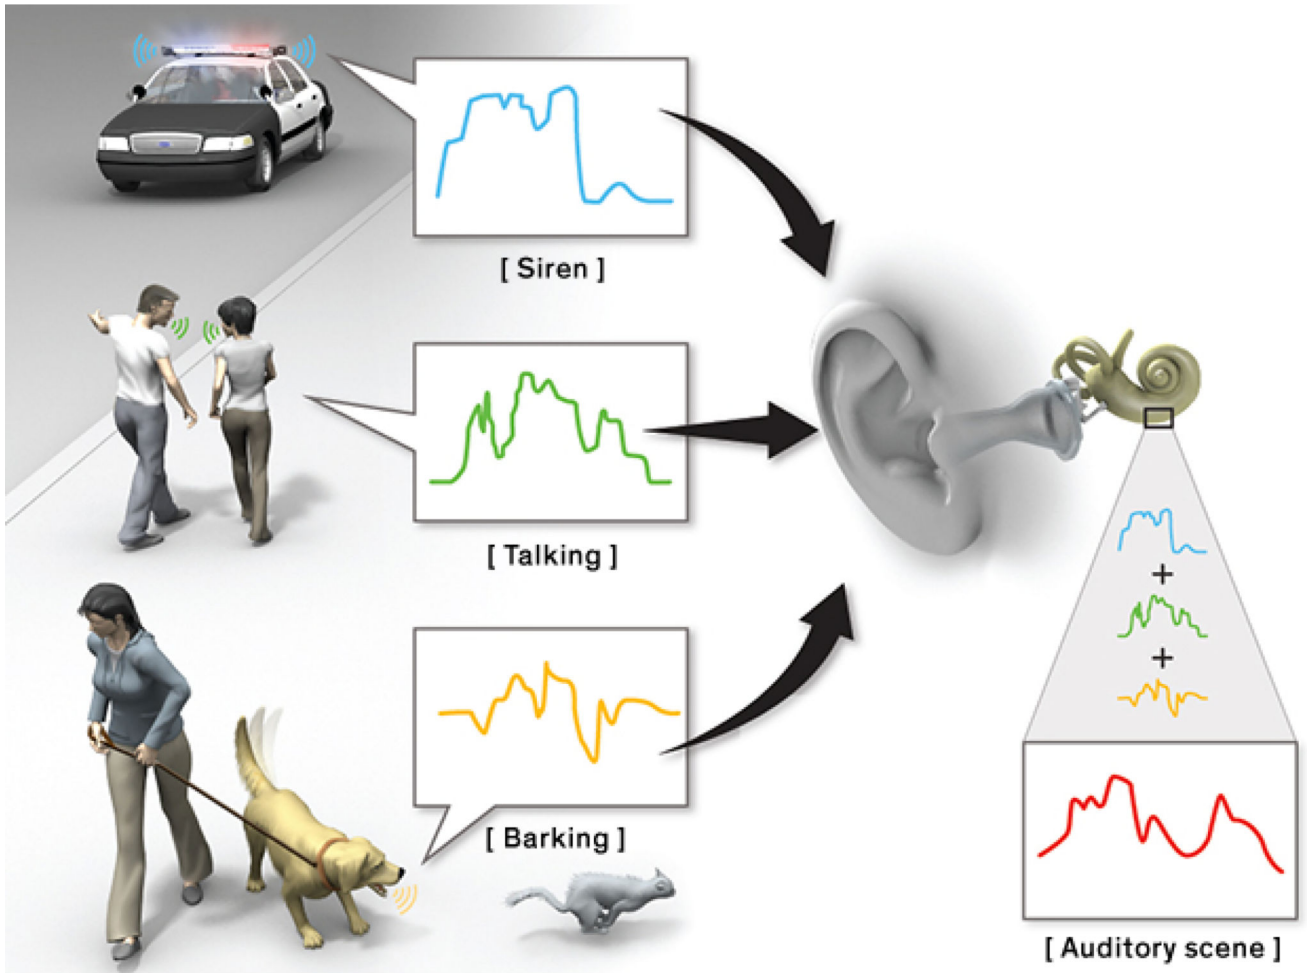 [ Siren ]
[ Talking ]
[ Barking ]
+
+
[ Auditory scene ]